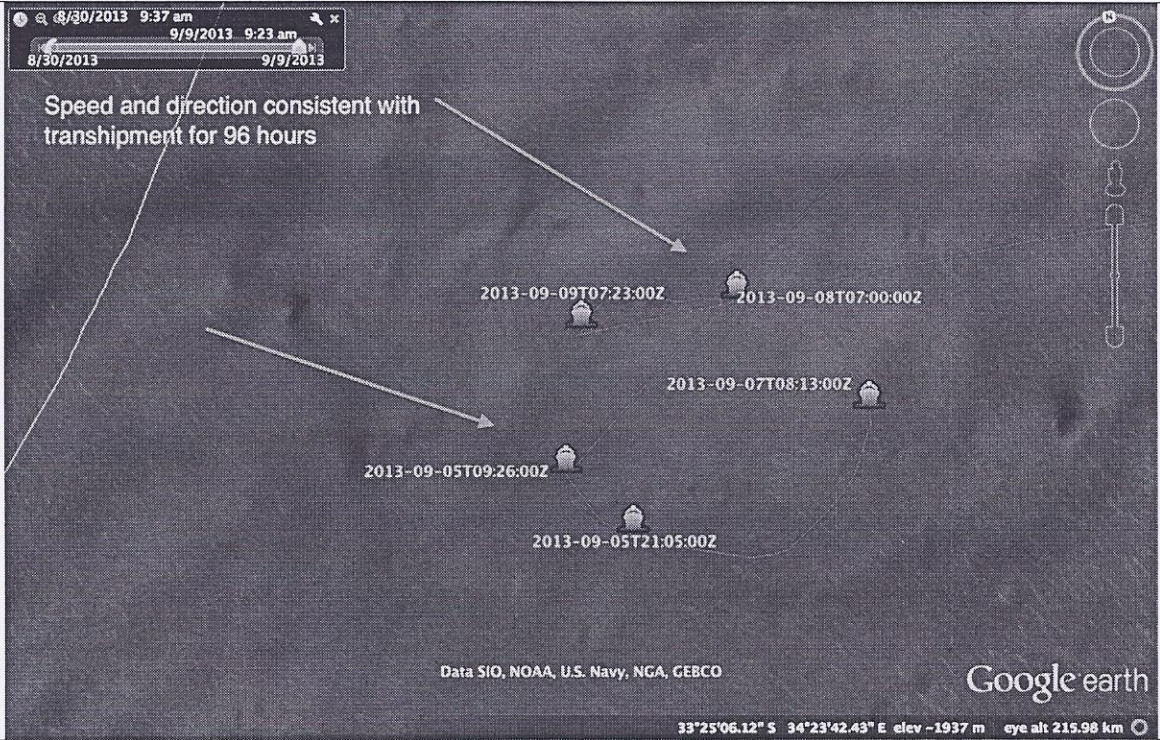 8/30/2013 9:37 am
9/9/2013 9:23 am
8/30/2013 9/9/2013
N
Speed and direction consistent with
transhipment for 96 hours
2013-09-09T07:23:00Z
2013-09-08T07:00:00Z
2013-09-07T08:13:00Z
2013-09-05T09:26:00Z
2013-09-05T21:05:00Z
Data SIO, NOAA, U.S. Navy, NGA, GEBCO
Google earth
33°25'06.12" S 34°23'42.43" E elev -1937 m eye alt 215.98 km